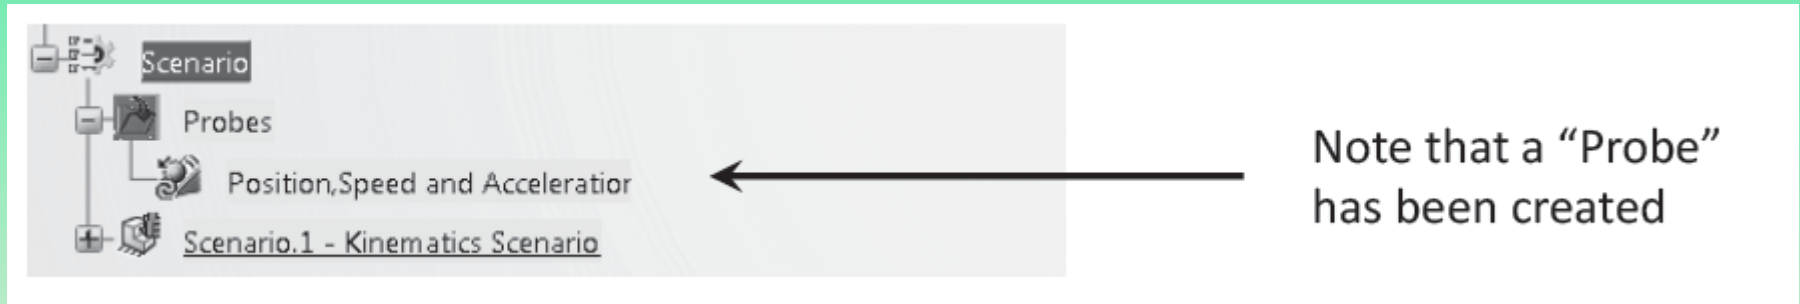 Scenario
Probes
Position,Speed and Acceleratior
Scenario.1 - Kinematics Scenario
Note that a “Probe”
has been created